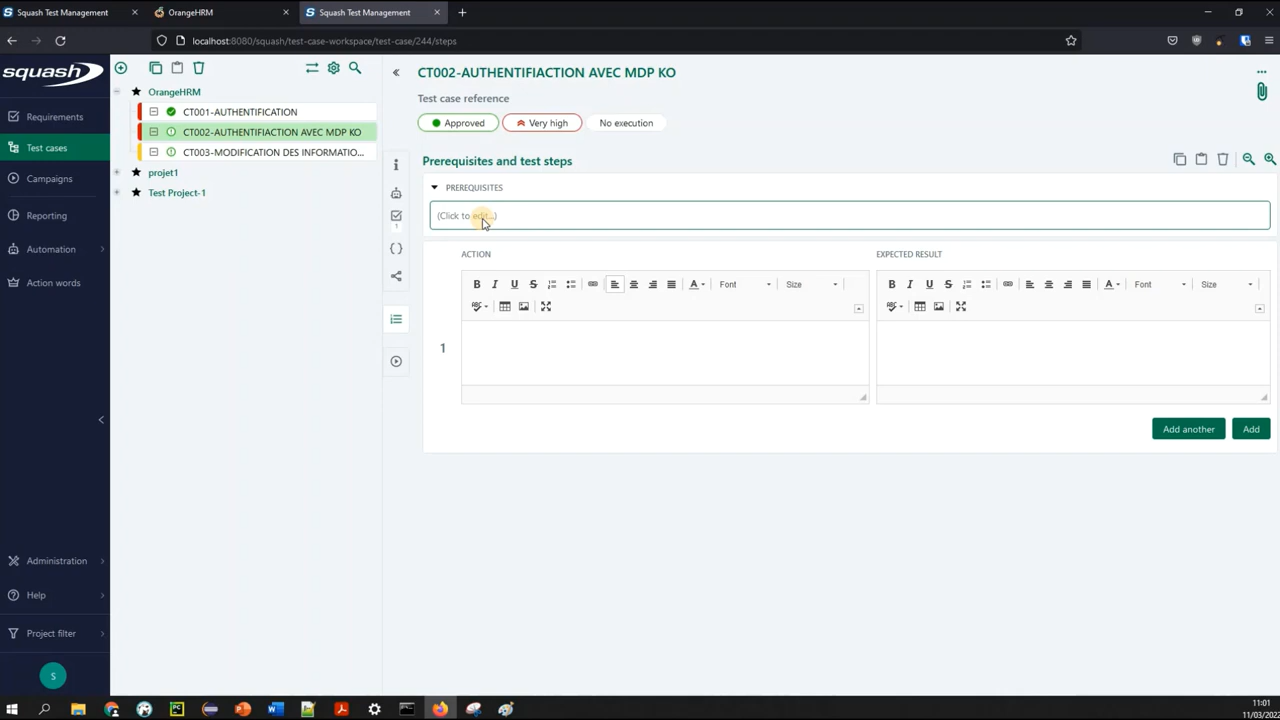 Squash Test Management
OrangeHRM
Squash Test Management
localhost:8080/squash/test-case-workspace/test-case/244/steps
squash
Requirements
Test cases
Campaigns
Reporting
Automation
Action words
Administration
Help
Project filter
S
OrangeHRM
CT001-AUTHENTIFICATION
CT002-AUTHENTIFIACTION AVEC MDP KO
CT003-MODIFICATION DES INFORMATIO...
projet1
Test Project-1
CT002-AUTHENTIFIACTION AVEC MDP KO
Test case reference
Approved
Very high
No execution
1
Prerequisites and test steps
PREREQUISITES
(Click to edit...)
ACTION
EXPECTED RESULT
B I U S A Font Size
B I U S A Font Size
1
Add another
Add
11:01
11/03/2022